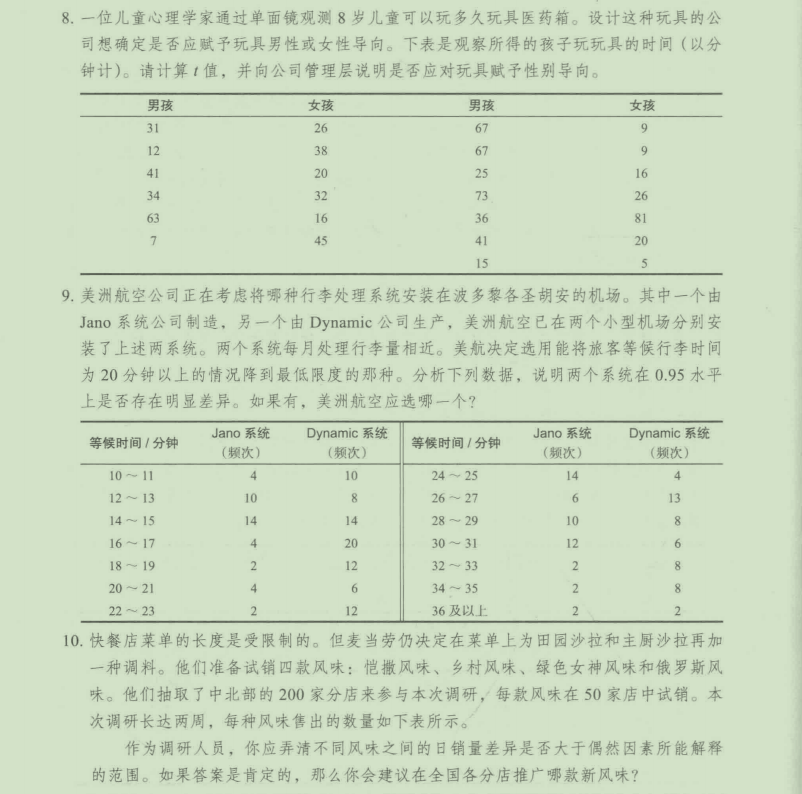 8. 一位儿童心理学家通过单面镜观测 8 岁儿童可以玩多久玩具医药箱。设计这种玩具的公
司想确定是否应赋予玩具男性或女性导向。下表是观察所得的孩子玩玩具的时间（以分
钟计）。请计算 t 值，并向公司管理层说明是否应对玩具赋予性别导向。
男孩 女孩 男孩 女孩
31 26 67 9
12 38 67 9
41 20 25 16
34 32 73 26
63 16 36 81
7 45 41 20
15 5
9. 美洲航空公司正在考虑将哪种行李处理系统安装在波多黎各圣胡安的机场。其中一个由
Jano 系统公司制造，另一个由 Dynamic 公司生产，美洲航空已在两个小型机场分别安
装了上述两系统。两个系统每月处理行李量相近。美航决定选用能将旅客等候行李时间
为 20 分钟以上的情况降到最低限度的那种。分析下列数据，说明两个系统在 0.95 水平
上是否存在明显差异。如果有，美洲航空应选哪一个？
等候时间 / 分钟 Jano 系统（频次） Dynamic 系统（频次） 等候时间 / 分钟 Jano 系统（频次） Dynamic 系统（频次）
10～11 4 10 24～25 14 4
12～13 10 8 26～27 6 13
14～15 14 14 28～29 10 8
16～17 4 20 30～31 12 6
18～19 2 12 32～33 2 8
20～21 4 6 34～35 2 8
22～23 2 12 36 及以上 2 2
10. 快餐店菜单的长度是受限制的。但麦当劳仍决定在菜单上为田园沙拉和主厨沙拉再加
一种调料。他们准备试销四款风味：恺撒风味、乡村风味、绿色女神风味和俄罗斯风
味。他们抽取了中北部的 200 家分店来参与本次调研，每款风味在 50 家店中试销。本
次调研长达两周，每种风味售出的数量如下表所示。
作为调研人员，你应弄清不同风味之间的日销量差异是否大于偶然因素所能解释
的范围。如果答案是肯定的，那么你会建议在全国各分店推广哪款新风味？